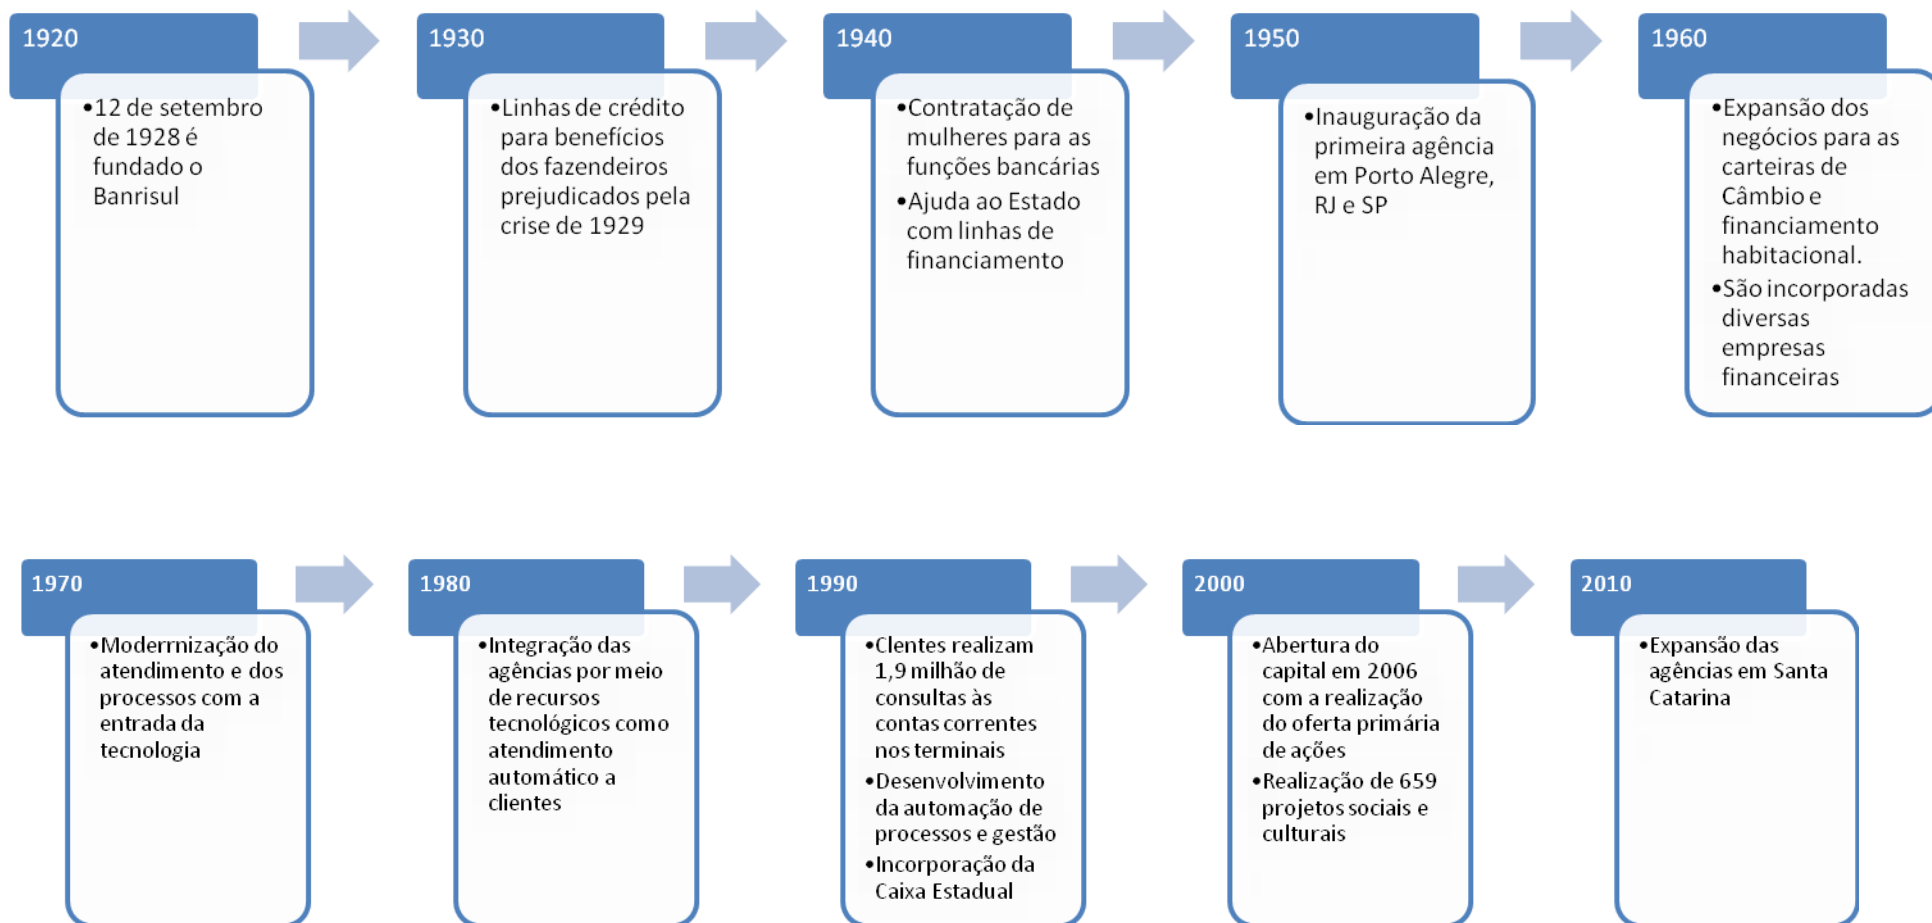 1920
•12 de setembro
de 1928 é
fundado o
Banrisul
1930
•Linhas de crédito
para benefícios
dos fazendeiros
prejudicados pela
crise de 1929
1940
•Contratação de
mulheres para as
funções bancárias
•Ajuda ao Estado
com linhas de
financiamento
1950
•Inauguração da
primeira agência
em Porto Alegre,
RJ e SP
1960
•Expansão dos
negócios para as
carteiras de
Câmbio e
financiamento
habitacional.
•São incorporadas
diversas
empresas
financeiras
1970
•Moderrnização do
atendimento e dos
processos com a
entrada da
tecnologia
1980
•Integração das
agências por meio
de recursos
tecnológicos como
atendimento
automático a
clientes
1990
•Clentes realizam
1,9 milhão de
consultas às
contas correntes
nos terminais
•Desenvolvimento
da automação de
processos e gestão
•Incorporação da
Caixa Estadual
2000
•Abertura do
capital em 2006
com a realização
do oferta primária
de ações
•Realização de 659
projetos sociais e
culturais
2010
•Expansão das
agências em Santa
Catarina